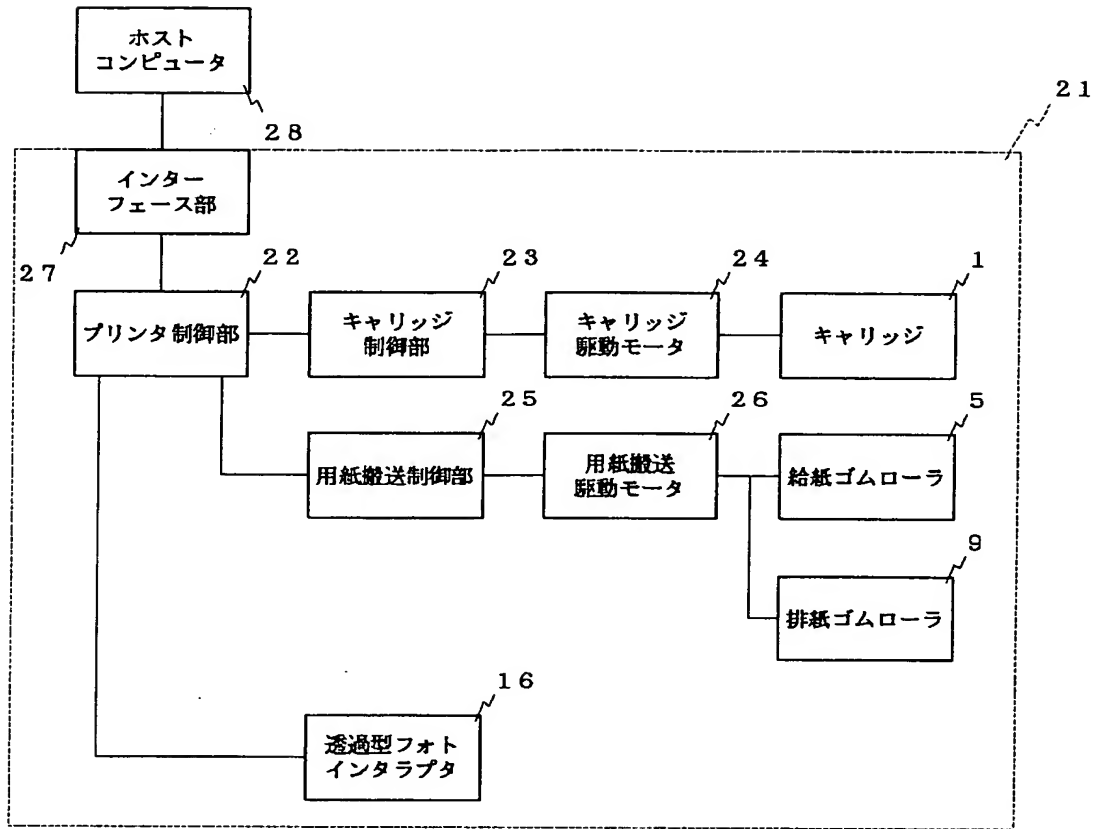 ホスト
コンピュータ
28
21
インター
フェース部
27
22
プリンタ制御部
23
キャリッジ
制御部
24
キャリッジ
駆動モータ
1
キャリッジ
25
用紙搬送制御部
26
用紙搬送
駆動モータ
5
給紙ゴムローラ
9
排紙ゴムローラ
16
透過型フォト
インタラプタ